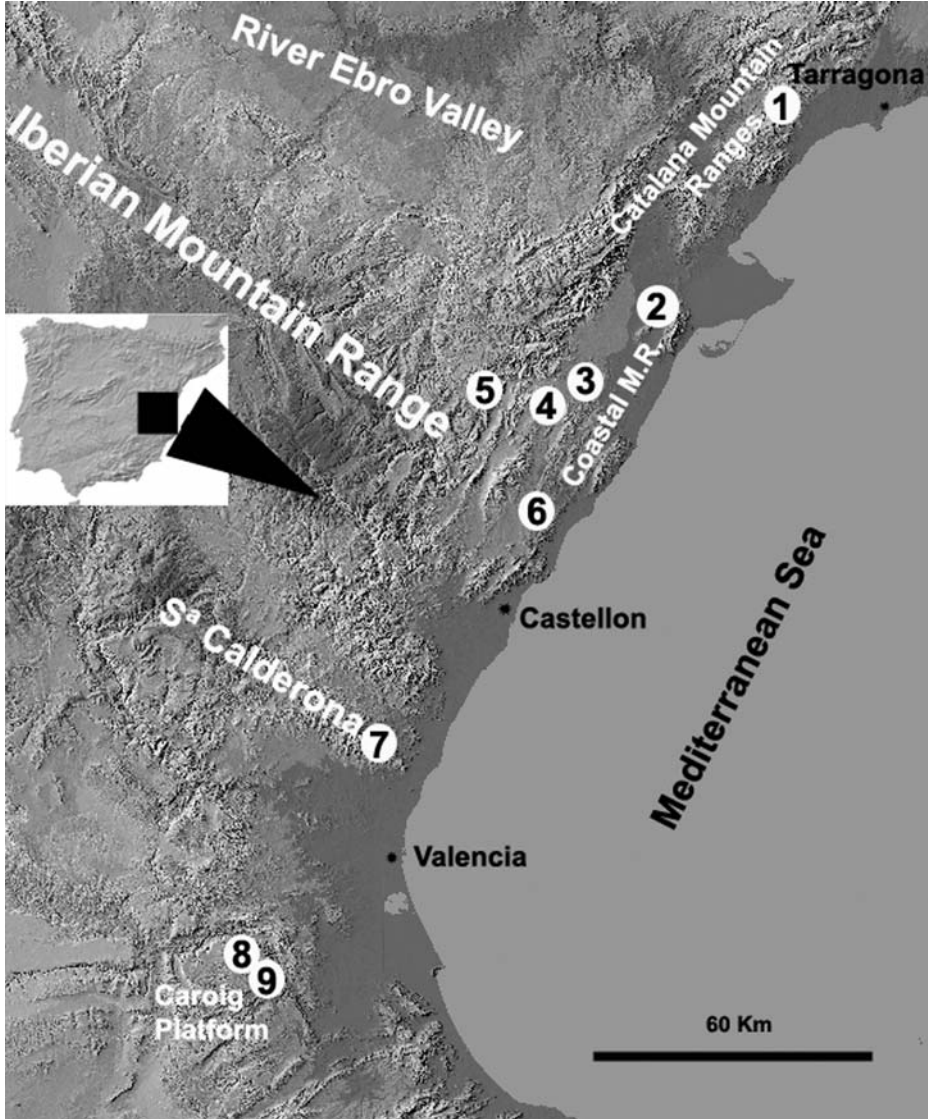 River Ebro Valley
Catalana Mountain
Ranges
Tarragona
1
Iberian Mountain Range
2
Coastal M.R.
3
4
5
6
Castellon
Mediterranean Sea
Sª Calderona
7
Valencia
8
9
Caroig
Platform
60 Km